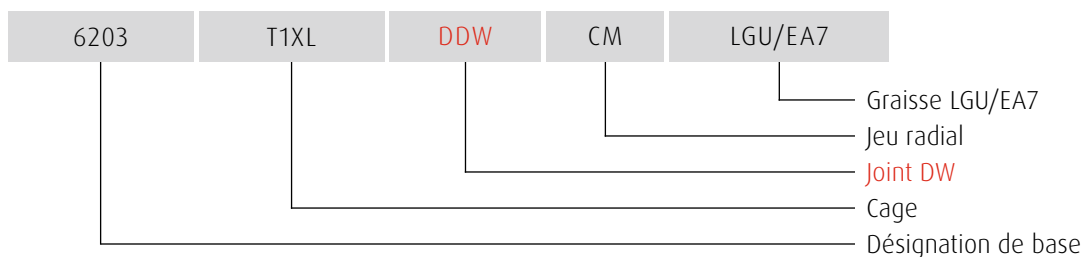 6203 T1XL DDW CM LGU/EA7
Graisse LGU/EA7
Jeu radial
Joint DW
Cage
Désignation de base